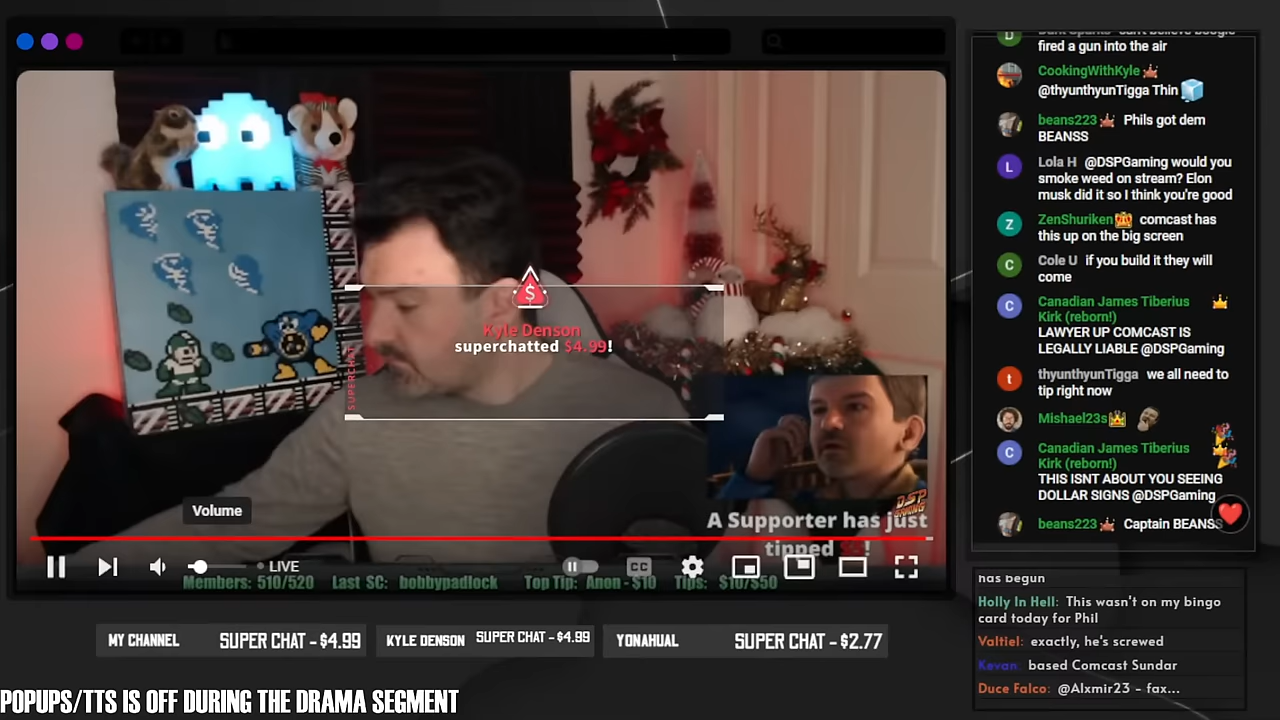 Kyle Denson
superchatted $4.99!
SUPERCHAT
DSP
GAMING
A Supporter has just
tipped !
Volume
LIVE
CC
Members: 510/520 Last SC: bobbypadlock Top Tip: Anon - $10 Tips: $10/$50
MY CHANNEL SUPER CHAT - $4.99
KYLE DENSON SUPER CHAT - $4.99
YONAHUAL SUPER CHAT - $2.77
POPUPS/TTS IS OFF DURING THE DRAMA SEGMENT
D
fired a gun into the air
CookingWithKyle
@thyunthyunTigga Thin
beans223 Phils got dem
BEANSS
L
Lola H @DSPGaming would you
smoke weed on stream? Elon
musk did it so I think you're good
Z
ZenShuriken comcast has
this up on the big screen
C
Cole U if you build it they will
come
C
Canadian James Tiberius
Kirk (reborn!)
LAWYER UP COMCAST IS
LEGALLY LIABLE @DSPGaming
t
thyunthyunTigga we all need to
tip right now
Mishael23s
C
Canadian James Tiberius
Kirk (reborn!)
THIS ISNT ABOUT YOU SEEING
DOLLAR SIGNS @DSPGaming
beans223 Captain BEANSS
has begun
Holly In Hell: This wasn't on my bingo
card today for Phil
Valtiel: exactly, he's screwed
Kevan: based Comcast Sundar
Duce Falco: @Alxmir23 - fax...